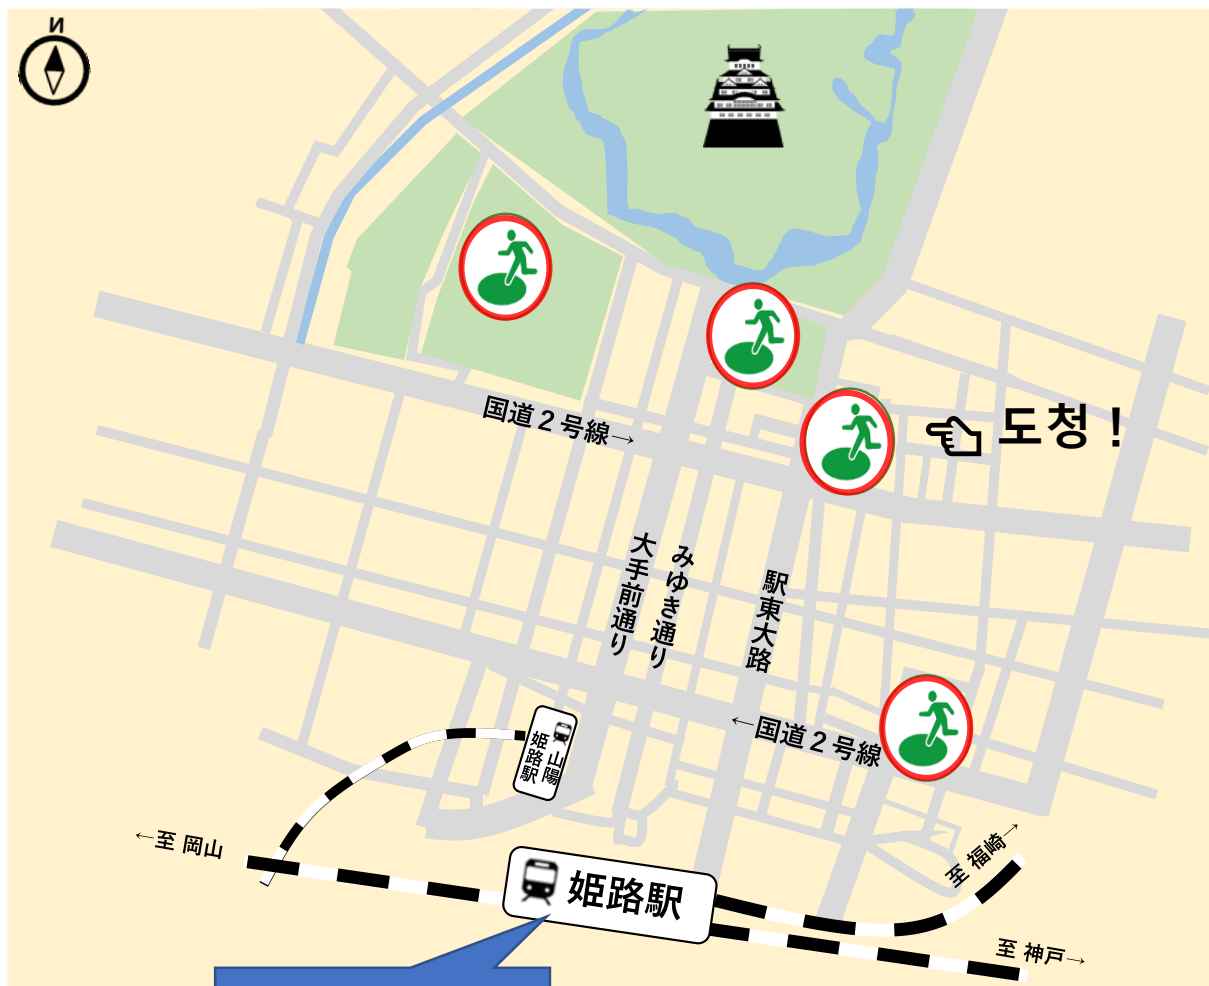 И
国道２号線→
도청！
大手前通り
みゆき通り
駅東大路
←国道２号線
山陽
姫路駅
←至 岡山
姫路駅
至 福崎→
至 神戸→